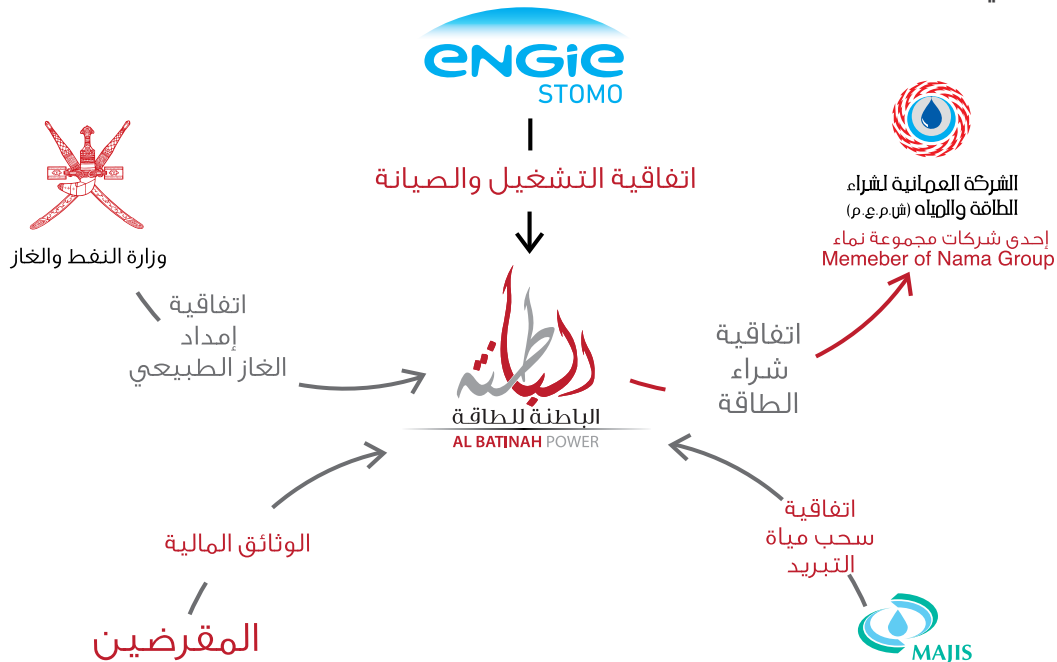 ENGIE
STOMO
اتفاقية التشغيل والصيانة
الشركة العمانية لشراء
الطاقة والمياه (ش.م.ع.م)
إحدى شركات مجموعة نماء
Memeber of Nama Group
وزارة النفط والغاز
اتفاقية
إمداد
الغاز الطبيعي
الباطنة
الباطنة للطاقة
AL BATINAH POWER
اتفاقية
شراء
الطاقة
الوثائق المالية
المقرضين
اتفاقية
سحب مياة
التبريد
MAJIS